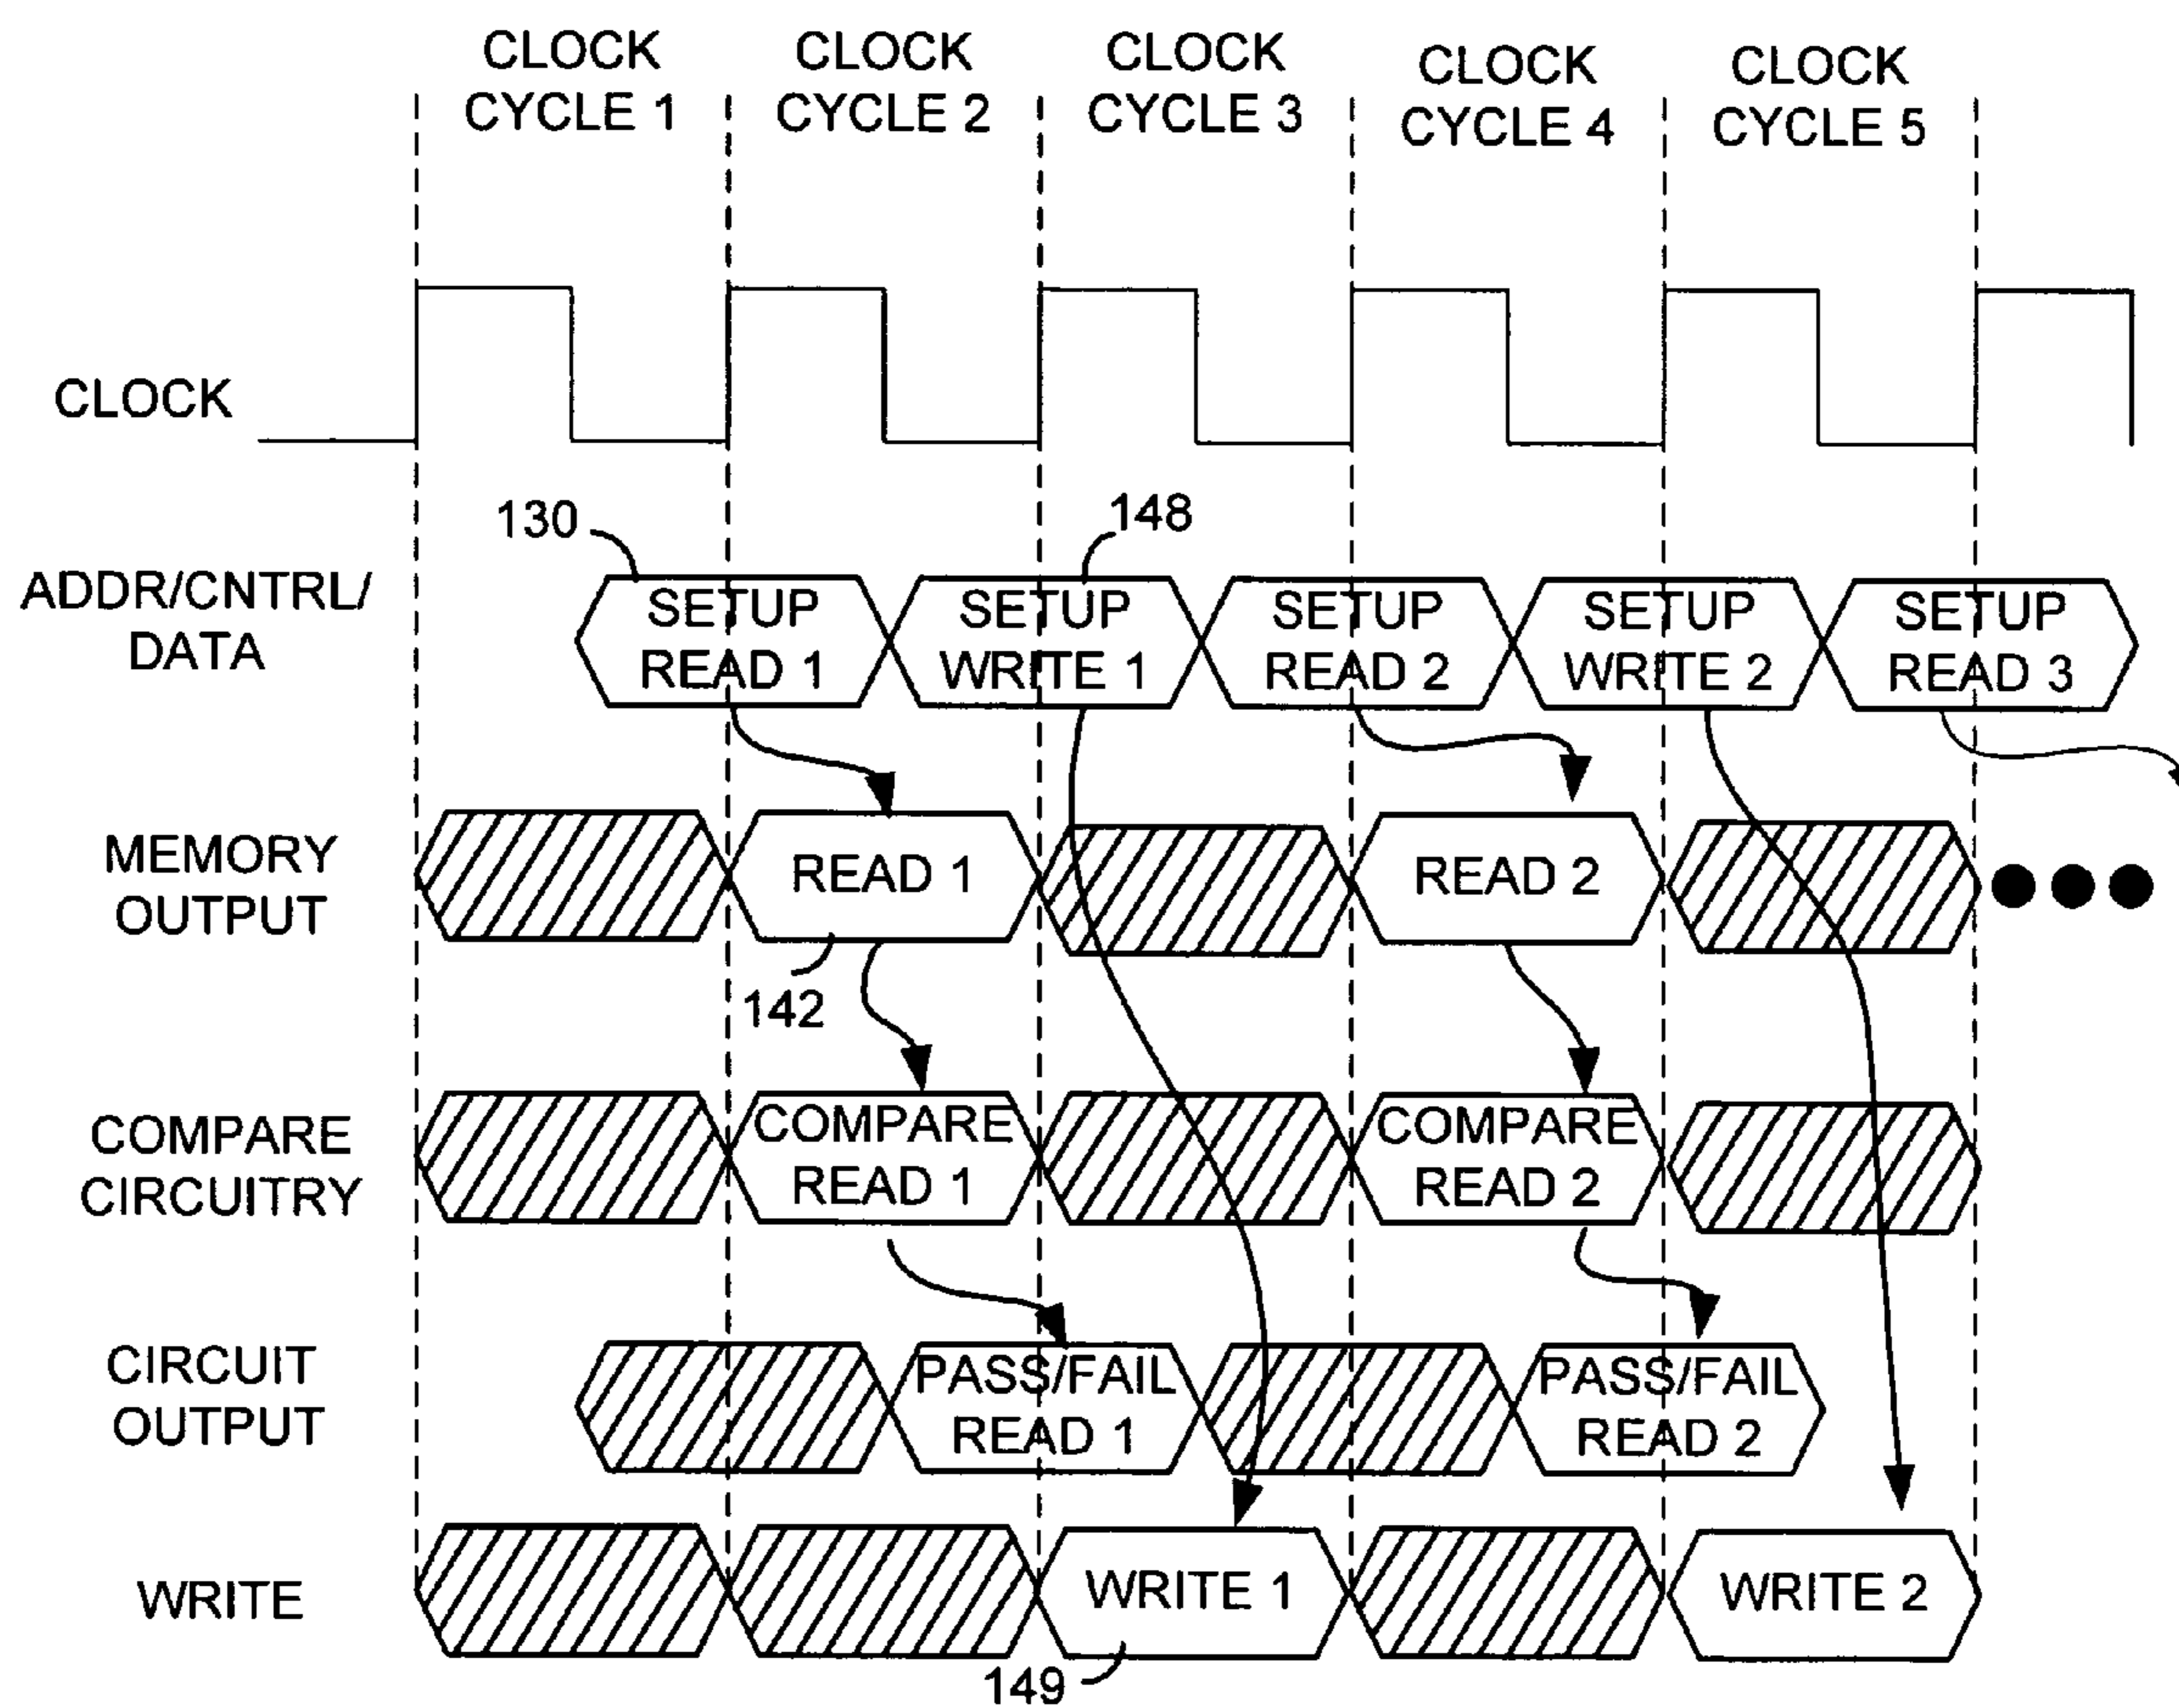 CLOCK
CYCLE 1
CLOCK
CYCLE 2
CLOCK
CYCLE 3
CLOCK
CYCLE 4
CLOCK
CYCLE 5
CLOCK
130
148
ADDR/CNTRL/
DATA
SETUP
READ 1
SETUP
WRITE 1
SETUP
READ 2
SETUP
WRITE 2
SETUP
READ 3
MEMORY
OUTPUT
READ 1
READ 2
142
COMPARE
CIRCUITRY
COMPARE
READ 1
COMPARE
READ 2
CIRCUIT
OUTPUT
PASS/FAIL
READ 1
PASS/FAIL
READ 2
WRITE
WRITE 1
WRITE 2
149